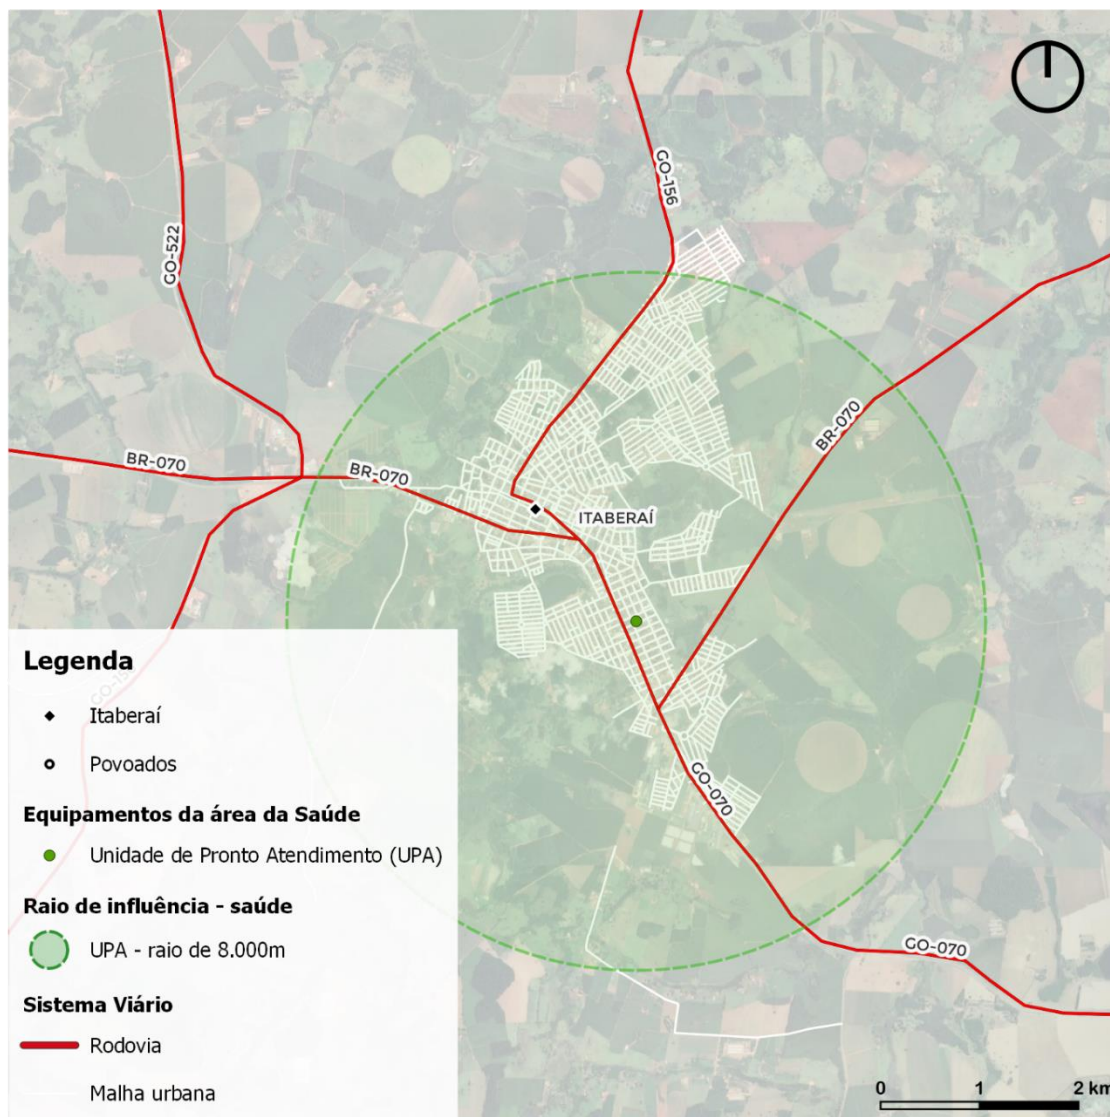 GO-156
GO-522
BR-070
BR-070
BR-070
ITABERAÍ
GO-070
GO-070
Legenda
Itaberaí
Povoados
Equipamentos da área da Saúde
Unidade de Pronto Atendimento (UPA)
Raio de influência - saúde
UPA - raio de 8.000m
Sistema Viário
Rodovia
Malha urbana
0 1 2 km